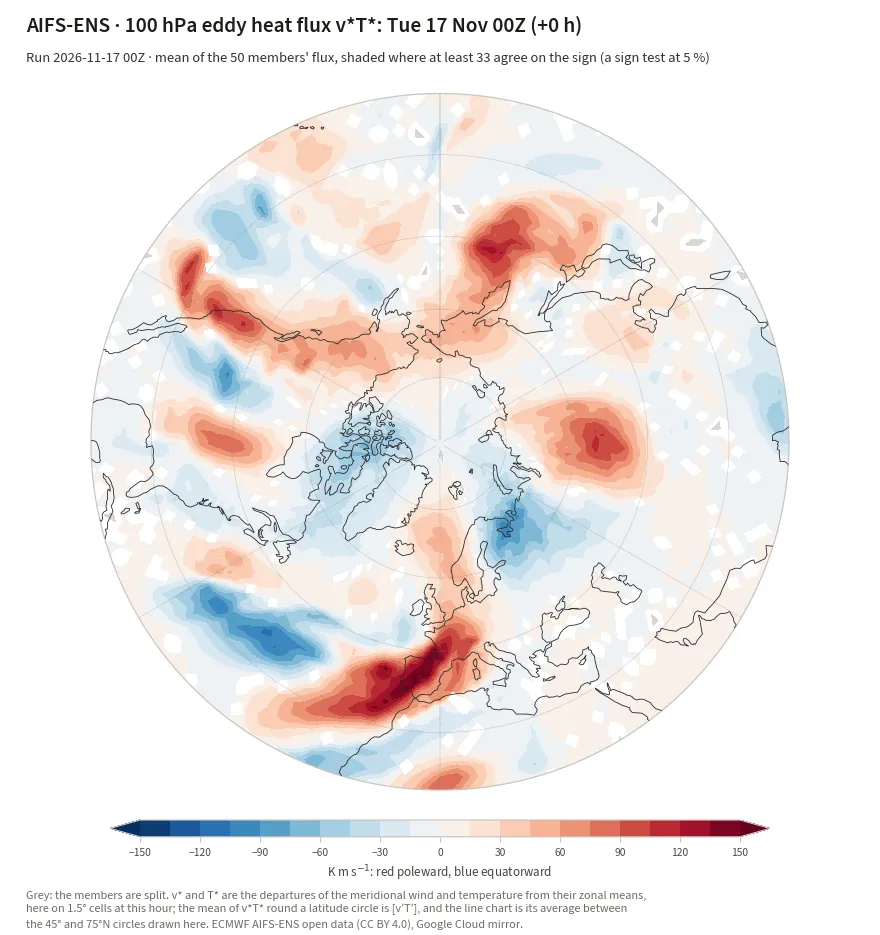 AIFS-ENS · 100 hPa eddy heat flux v*T*: Tue 17 Nov 00Z (+0 h)
Run 2026-11-17 00Z · mean of the 50 members' flux, shaded where at least 33 agree on the sign (a sign test at 5 %)
−150 −120 −90 −60 −30 0 30 60 90 120 150
K m s⁻¹: red poleward, blue equatorward
Grey: the members are split. v* and T* are the departures of the meridional wind and temperature from their zonal means,
here on 1.5° cells at this hour; the mean of v*T* round a latitude circle is [v′T′], and the line chart is its average between
the 45° and 75°N circles drawn here. ECMWF AIFS-ENS open data (CC BY 4.0), Google Cloud mirror.